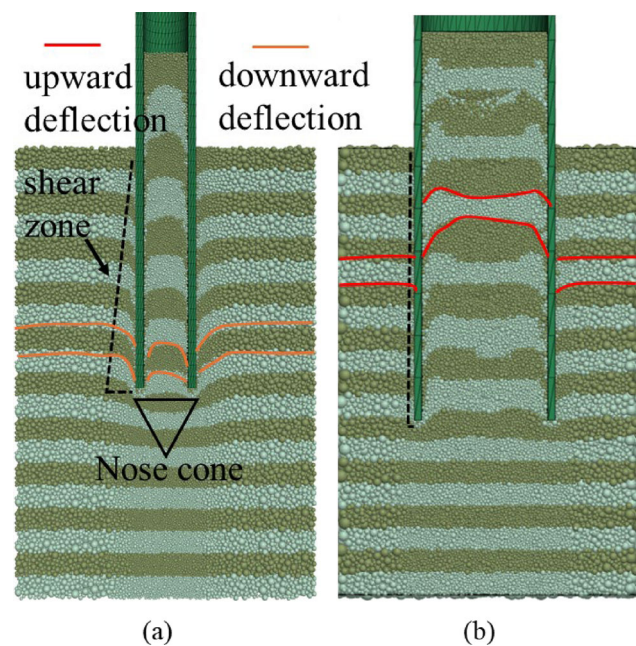 upward
deflection
downward
deflection
shear
zone
Nose cone
(a)
(b)